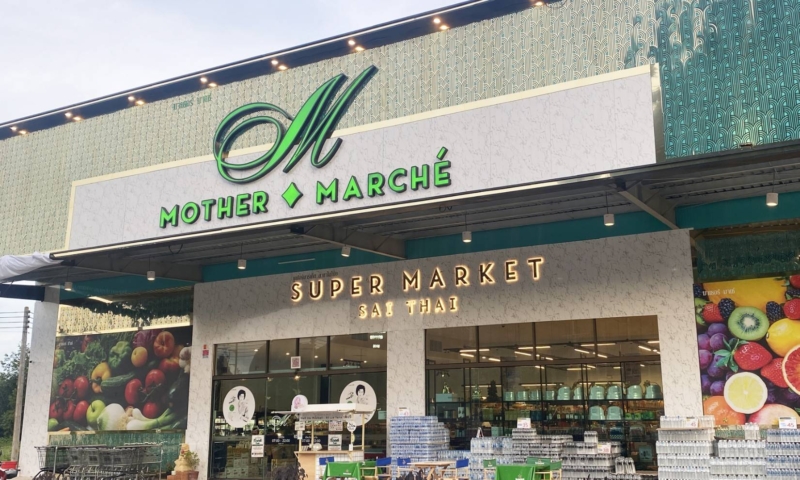 M
MOTHER ♦ MARCHÉ
SUPER MARKET
SAI THAI